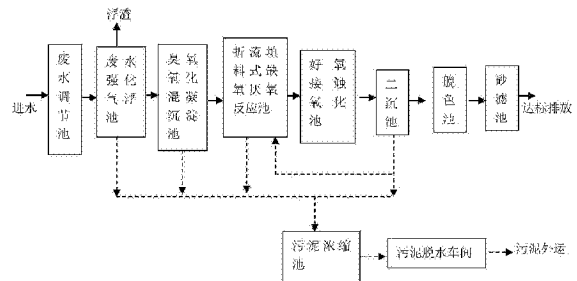 浮渣
废
水
调
节
池
废 水
强 化
气 浮
池
臭 氧
氧 化
混 凝
沉 淀
池
折 流 填
料 式 缺
氧 厌 氧
反应池
好 氧
接 触
氧 化
池
二
沉
池
脱
色
池
砂
滤
池
进水
达标排放
污泥浓缩
池
污泥脱水车间
污泥外运